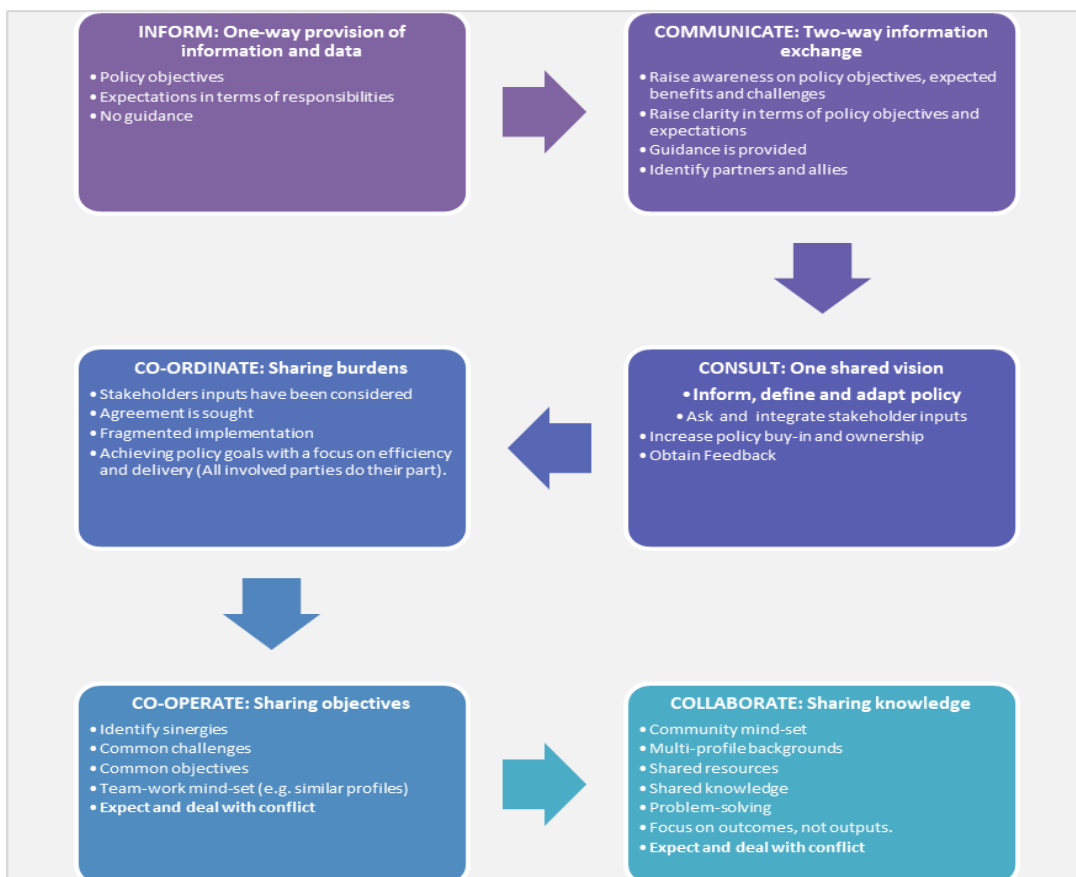 INFORM: One-way provision of
information and data
• Policy objectives
• Expectations in terms of responsibilities
• No guidance
COMMUNICATE: Two-way information
exchange
• Raise awareness on policy objectives, expected
benefits and challenges
• Raise clarity in terms of policy objectives and
expectations
• Guidance is provided
• Identify partners and allies
CONSULT: One shared vision
• Inform, define and adapt policy
• Ask and integrate stakeholder inputs
• Increase policy buy-in and ownership
• Obtain Feedback
CO-ORDINATE: Sharing burdens
• Stakeholders inputs have been considered
• Agreement is sought
• Fragmented implementation
• Achieving policy goals with a focus on efficiency
and delivery (All involved parties do their part).
CO-OPERATE: Sharing objectives
• Identify sinergies
• Common challenges
• Common objectives
• Team-work mind-set (e.g. similar profiles)
• Expect and deal with conflict
COLLABORATE: Sharing knowledge
• Community mind-set
• Multi-profile backgrounds
• Shared resources
• Shared knowledge
• Problem-solving
• Focus on outcomes, not outputs.
• Expect and deal with conflict